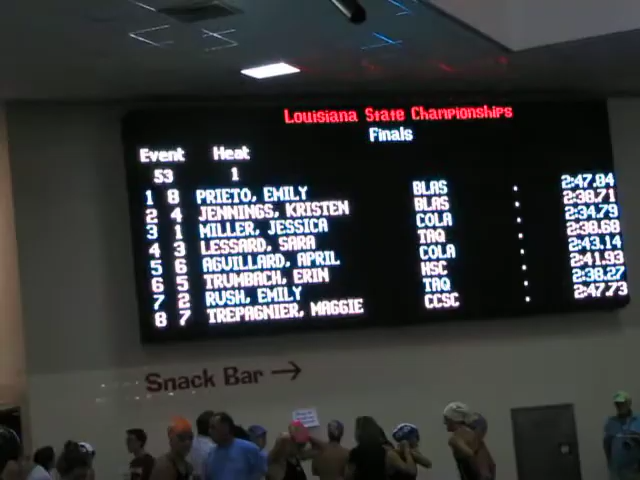 Louisiana State Championships
Finals
Event Heat
53 1
1 8 PRIETO, EMILY BLAS . 2:47.84
2 4 JENNINGS, KRISTEN BLAS 2:38.71
3 1 MILLER, JESSICA COLA . 2:34.79
4 3 LESSARD, SARA TAQ . 2:38.68
5 6 AGUILLARD, APRIL COLA . 2:43.14
6 5 TRUMBACH, ERIN HSC . 2:41.93
7 2 RUSH, EMILY TAQ . 2:38.27
8 7 TREPAGNIER, MAGGIE CCSC . 2:47.73
Snack Bar →